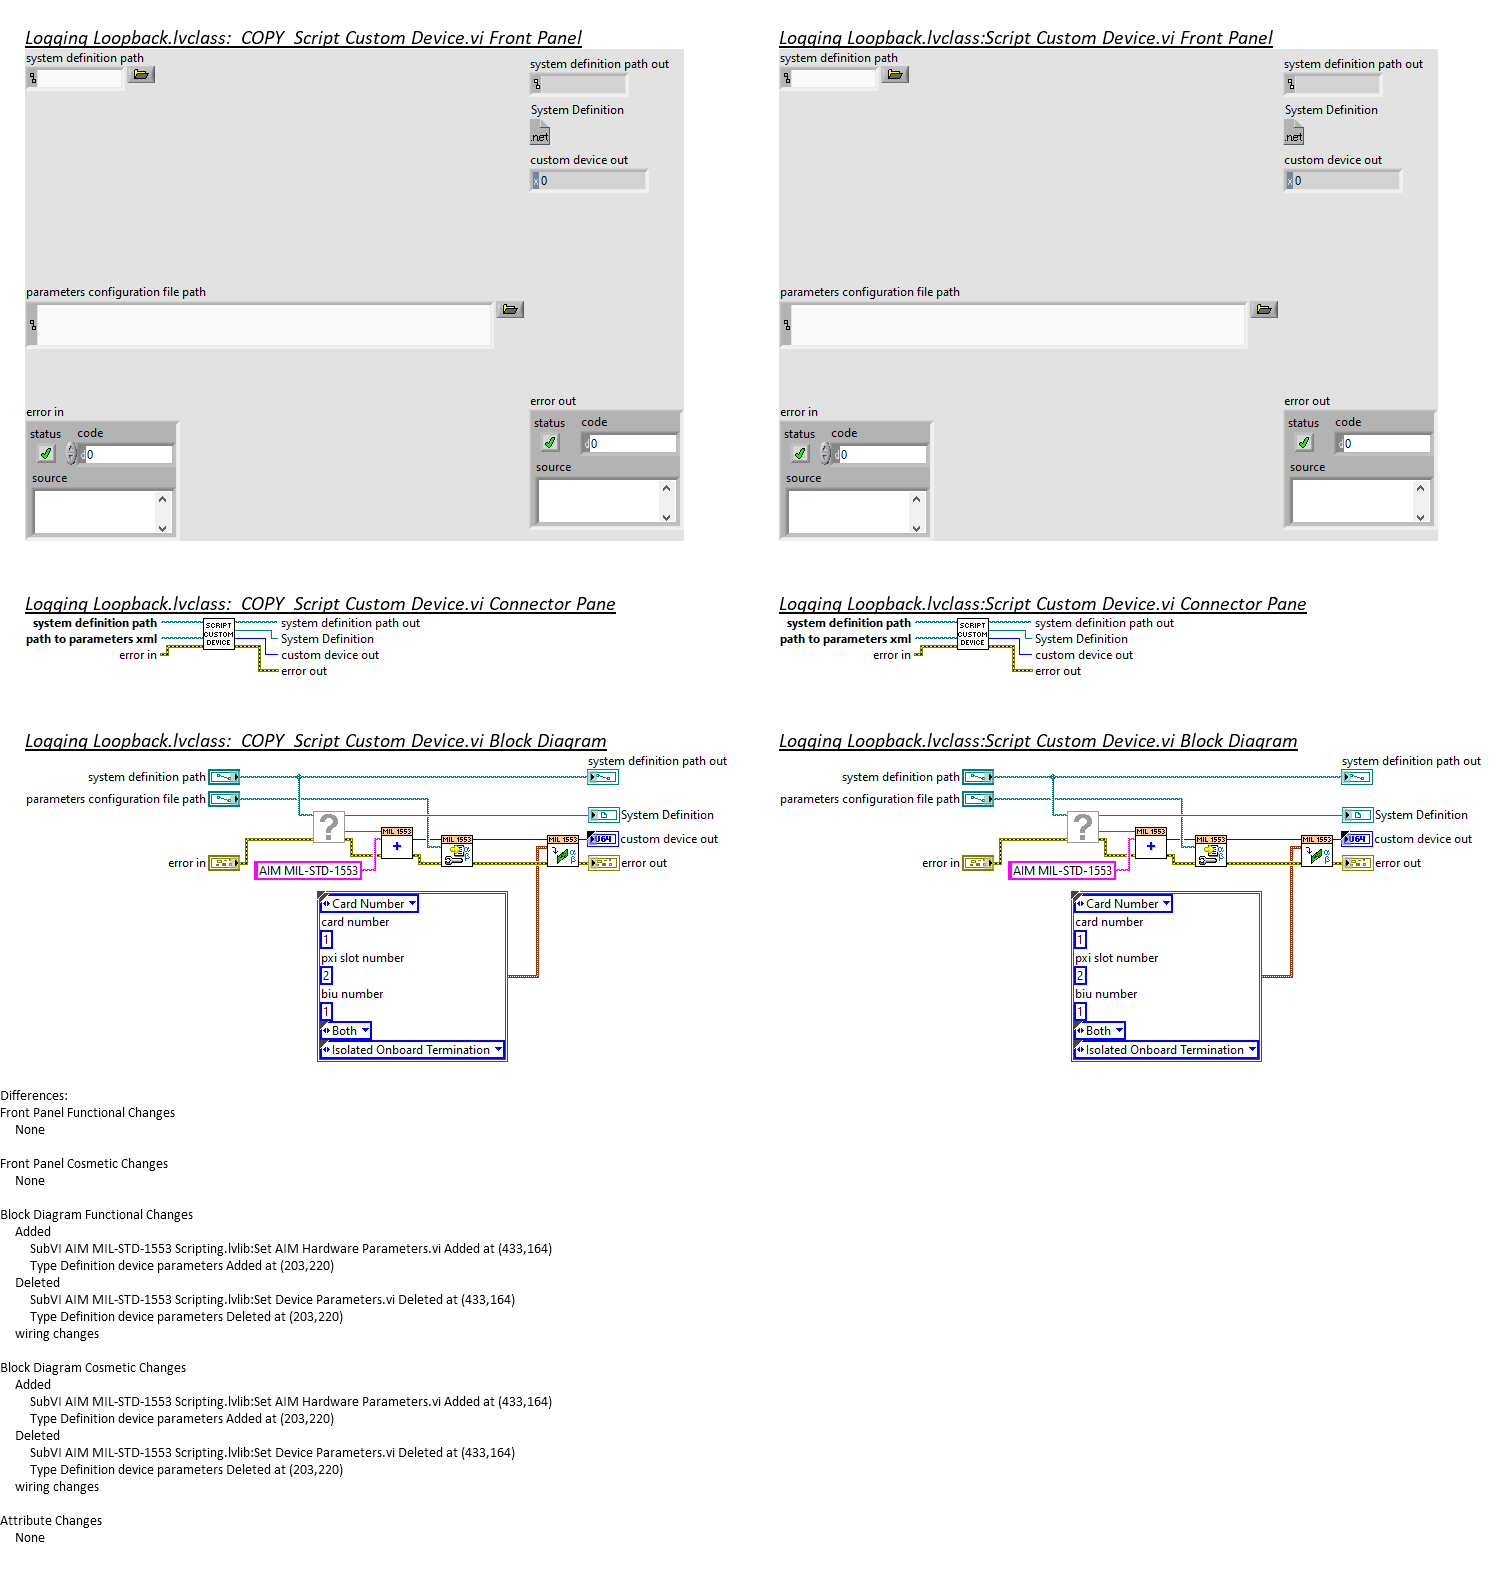 Logging Loopback.lvclass:_COPY_Script Custom Device.vi Front Panel
system definition path
system definition path out
System Definition
.net
custom device out
x 0
parameters configuration file path
error in
status code
d 0
source
error out
status code
d 0
source
Logging Loopback.lvclass:Script Custom Device.vi Front Panel
system definition path
system definition path out
System Definition
.net
custom device out
x 0
parameters configuration file path
error in
status code
d 0
source
error out
status code
d 0
source
Logging Loopback.lvclass:_COPY_Script Custom Device.vi Connector Pane
system definition path
path to parameters xml
error in
SCRIPT
CUSTOM
DEVICE
system definition path out
System Definition
custom device out
error out
Logging Loopback.lvclass:Script Custom Device.vi Connector Pane
system definition path
path to parameters xml
error in
SCRIPT
CUSTOM
DEVICE
system definition path out
System Definition
custom device out
error out
Logging Loopback.lvclass:_COPY_Script Custom Device.vi Block Diagram
system definition path out
system definition path
parameters configuration file path
System Definition
?
MIL 1553
MIL 1553
MIL 1553
U64
custom device out
error in
error out
AIM MIL-STD-1553
Card Number
card number
1
pxi slot number
2
biu number
1
Both
Isolated Onboard Termination
Logging Loopback.lvclass:Script Custom Device.vi Block Diagram
system definition path out
system definition path
parameters configuration file path
System Definition
?
MIL 1553
MIL 1553
MIL 1553
U64
custom device out
error in
error out
AIM MIL-STD-1553
Card Number
card number
1
pxi slot number
2
biu number
1
Both
Isolated Onboard Termination
Differences:
Front Panel Functional Changes
None
Front Panel Cosmetic Changes
None
Block Diagram Functional Changes
Added
SubVI AIM MIL-STD-1553 Scripting.lvlib:Set AIM Hardware Parameters.vi Added at (433,164)
Type Definition device parameters Added at (203,220)
Deleted
SubVI AIM MIL-STD-1553 Scripting.lvlib:Set Device Parameters.vi Deleted at (433,164)
Type Definition device parameters Deleted at (203,220)
wiring changes
Block Diagram Cosmetic Changes
Added
SubVI AIM MIL-STD-1553 Scripting.lvlib:Set AIM Hardware Parameters.vi Added at (433,164)
Type Definition device parameters Added at (203,220)
Deleted
SubVI AIM MIL-STD-1553 Scripting.lvlib:Set Device Parameters.vi Deleted at (433,164)
Type Definition device parameters Deleted at (203,220)
wiring changes
Attribute Changes
None